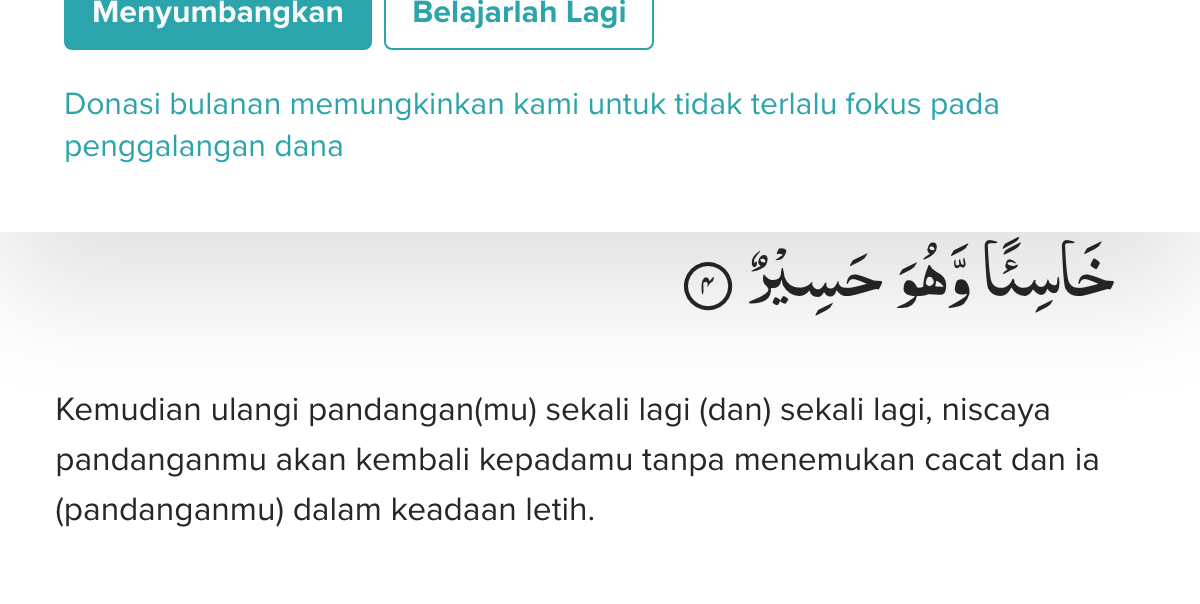 Menyumbangkan
Belajarlah Lagi
Donasi bulanan memungkinkan kami untuk tidak terlalu fokus pada
penggalangan dana
خَاسِئًا وَّهُوَ حَسِيْرٌ ۴
Kemudian ulangi pandangan(mu) sekali lagi (dan) sekali lagi, niscaya
pandanganmu akan kembali kepadamu tanpa menemukan cacat dan ia
(pandanganmu) dalam keadaan letih.